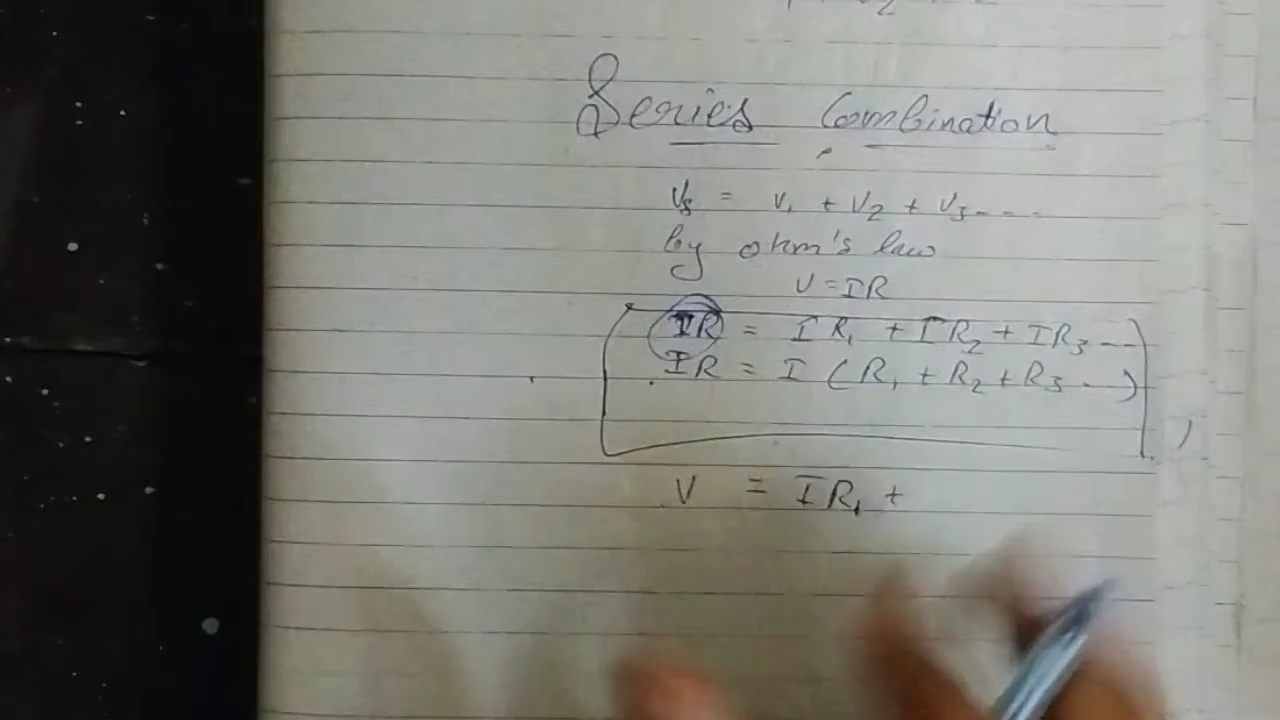 Series Combination
Vs = V1 + V2 + V3----
by ohm's law
V = IR
IR = IR1 + IR2 + IR3 --
IR = I (R1 + R2 + R3 --)
V = IR1 +